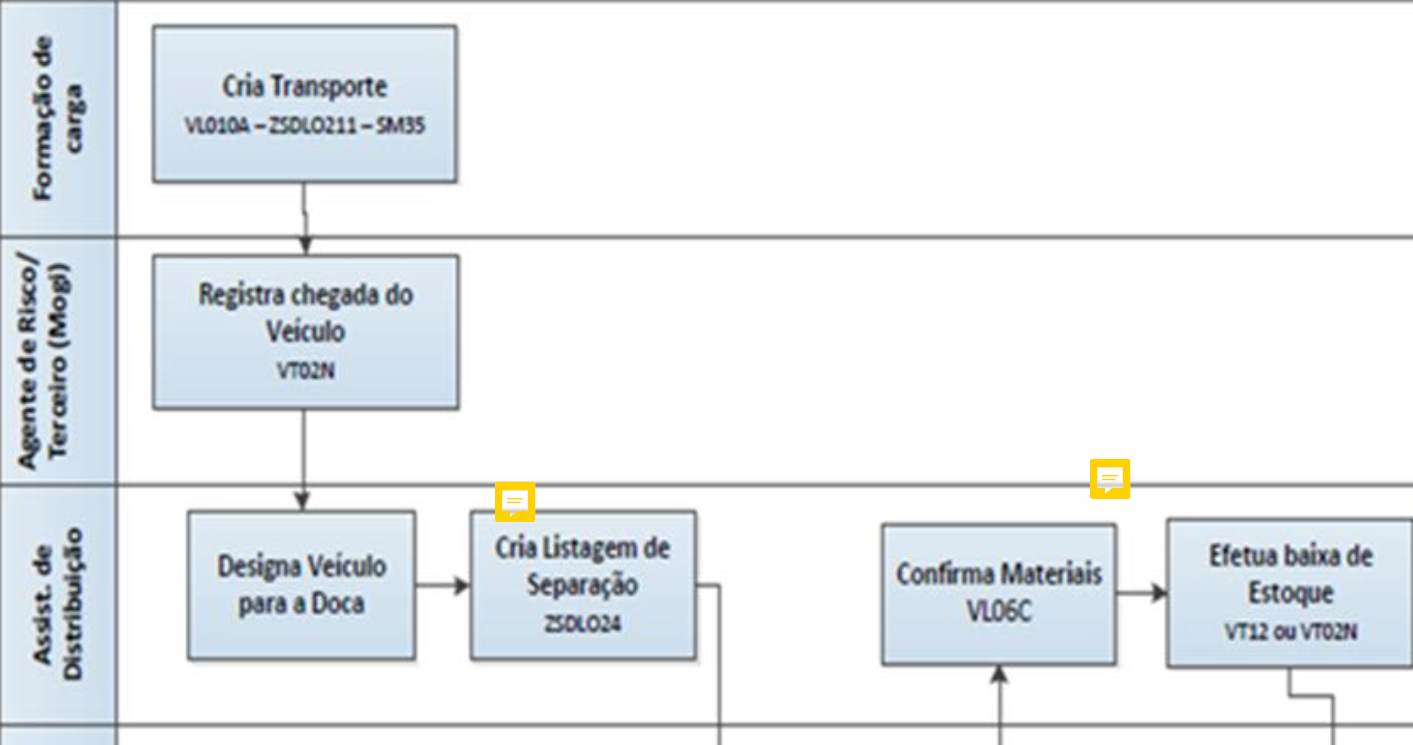 Formação de
carga
Cria Transporte
VL010A – ZSDLO211 – SM35
Agente de Risco/
Terceiro (Mogi)
Registra chegada do
Veículo
VT02N
Assist. de
Distribuição
Designa Veículo
para a Doca
Cria Listagem de
Separação
ZSDLO24
Confirma Materiais
VL06C
Efetua baixa de
Estoque
VT12 ou VT02N